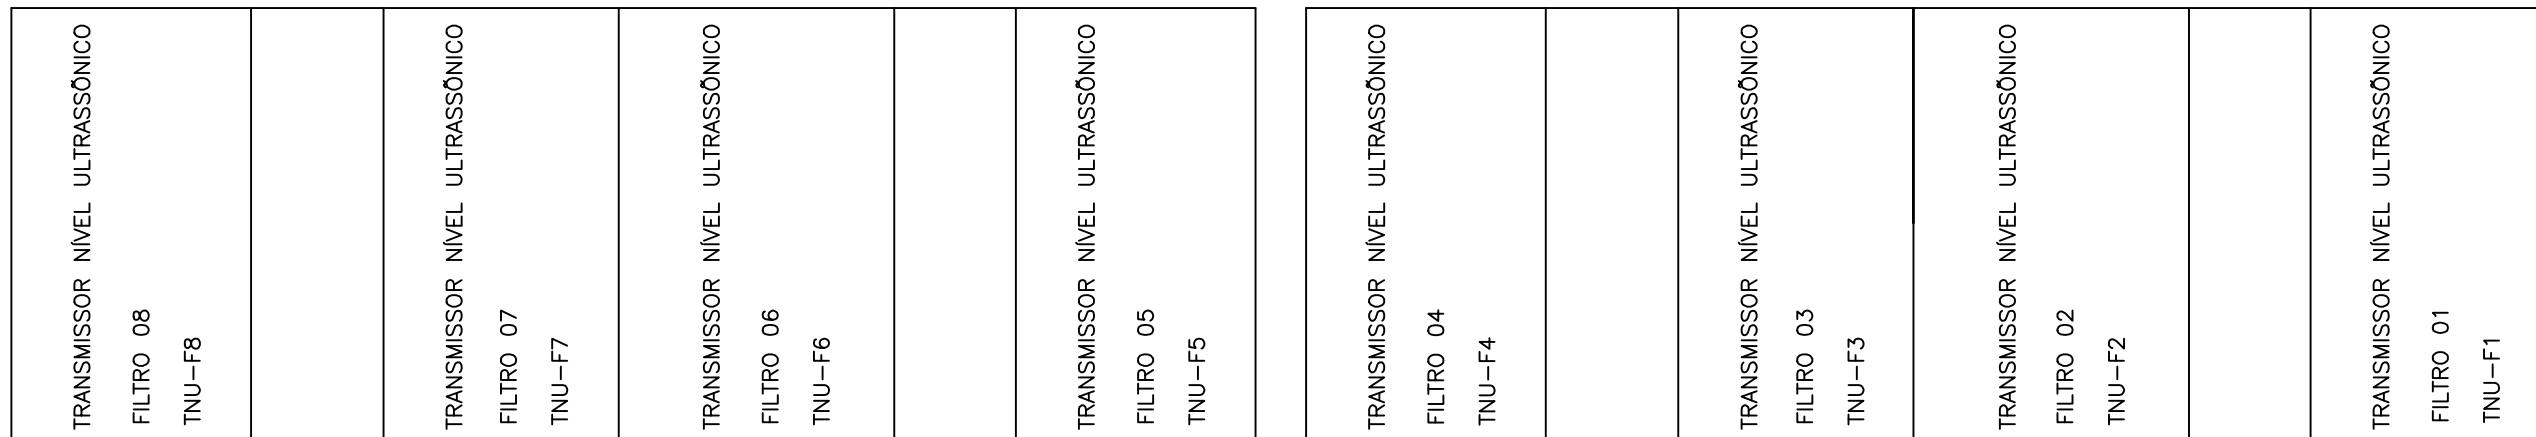 TRANSMISSOR NÍVEL ULTRASSÔNICO
FILTRO 08
TNU-F8
TRANSMISSOR NÍVEL ULTRASSÔNICO
FILTRO 07
TNU-F7
TRANSMISSOR NÍVEL ULTRASSÔNICO
FILTRO 06
TNU-F6
TRANSMISSOR NÍVEL ULTRASSÔNICO
FILTRO 05
TNU-F5
TRANSMISSOR NÍVEL ULTRASSÔNICO
FILTRO 04
TNU-F4
TRANSMISSOR NÍVEL ULTRASSÔNICO
FILTRO 03
TNU-F3
TRANSMISSOR NÍVEL ULTRASSÔNICO
FILTRO 02
TNU-F2
TRANSMISSOR NÍVEL ULTRASSÔNICO
FILTRO 01
TNU-F1